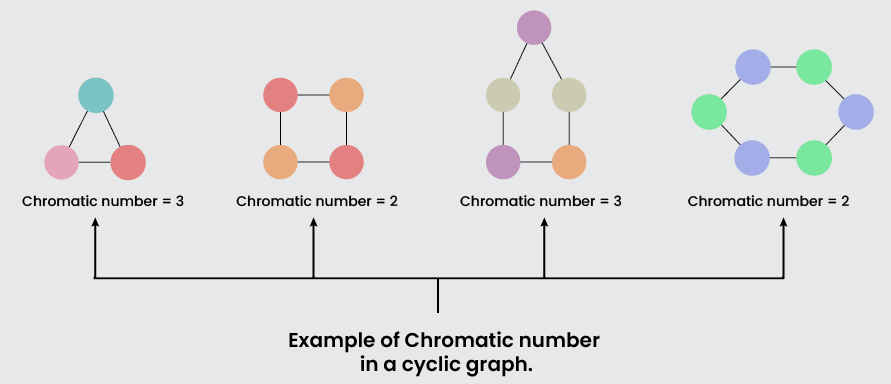 Chromatic number = 3
Chromatic number = 2
Chromatic number = 3
Chromatic number = 2
Example of Chromatic number
in a cyclic graph.